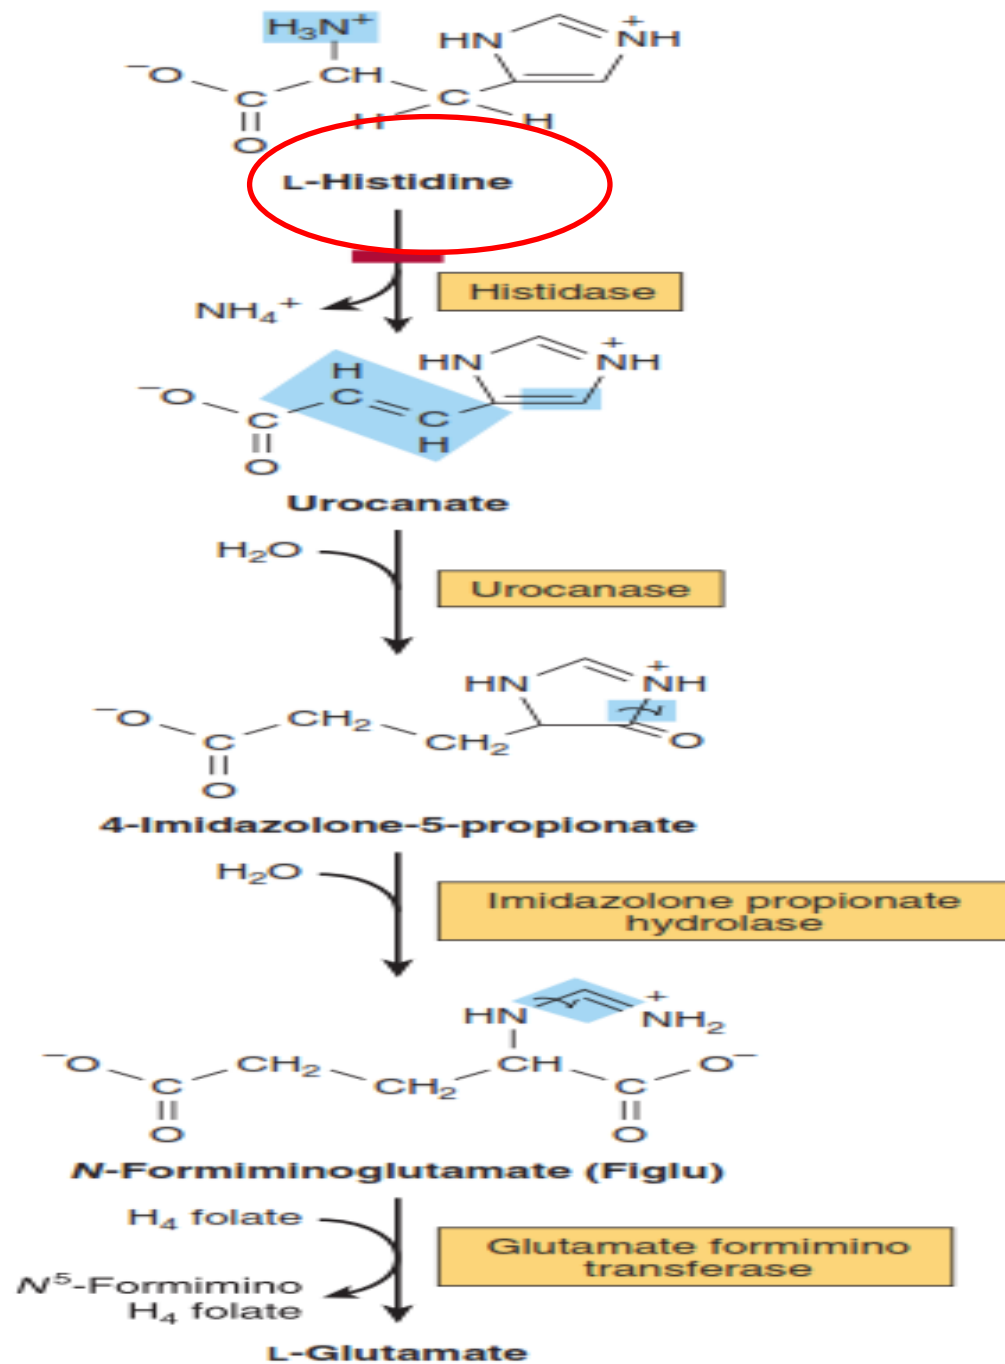 H₃N⁺
HN
⁺NH
⁻O
CH
C
C
H
H
O
L-Histidine
Histidase
NH₄⁺
HN
⁺NH
H
⁻O
C
C
C
H
O
Urocanate
H₂O
Urocanase
HN
⁺NH
⁻O
CH₂
C
CH₂
O
O
4-Imidazolone-5-propionate
H₂O
Imidazolone propionate
hydrolase
HN
⁺NH₂
⁻O
CH₂
CH
O⁻
C
CH₂
C
O
O
N-Formiminoglutamate (Figlu)
H₄ folate
Glutamate formimino
transferase
N⁵-Formimino
H₄ folate
L-Glutamate